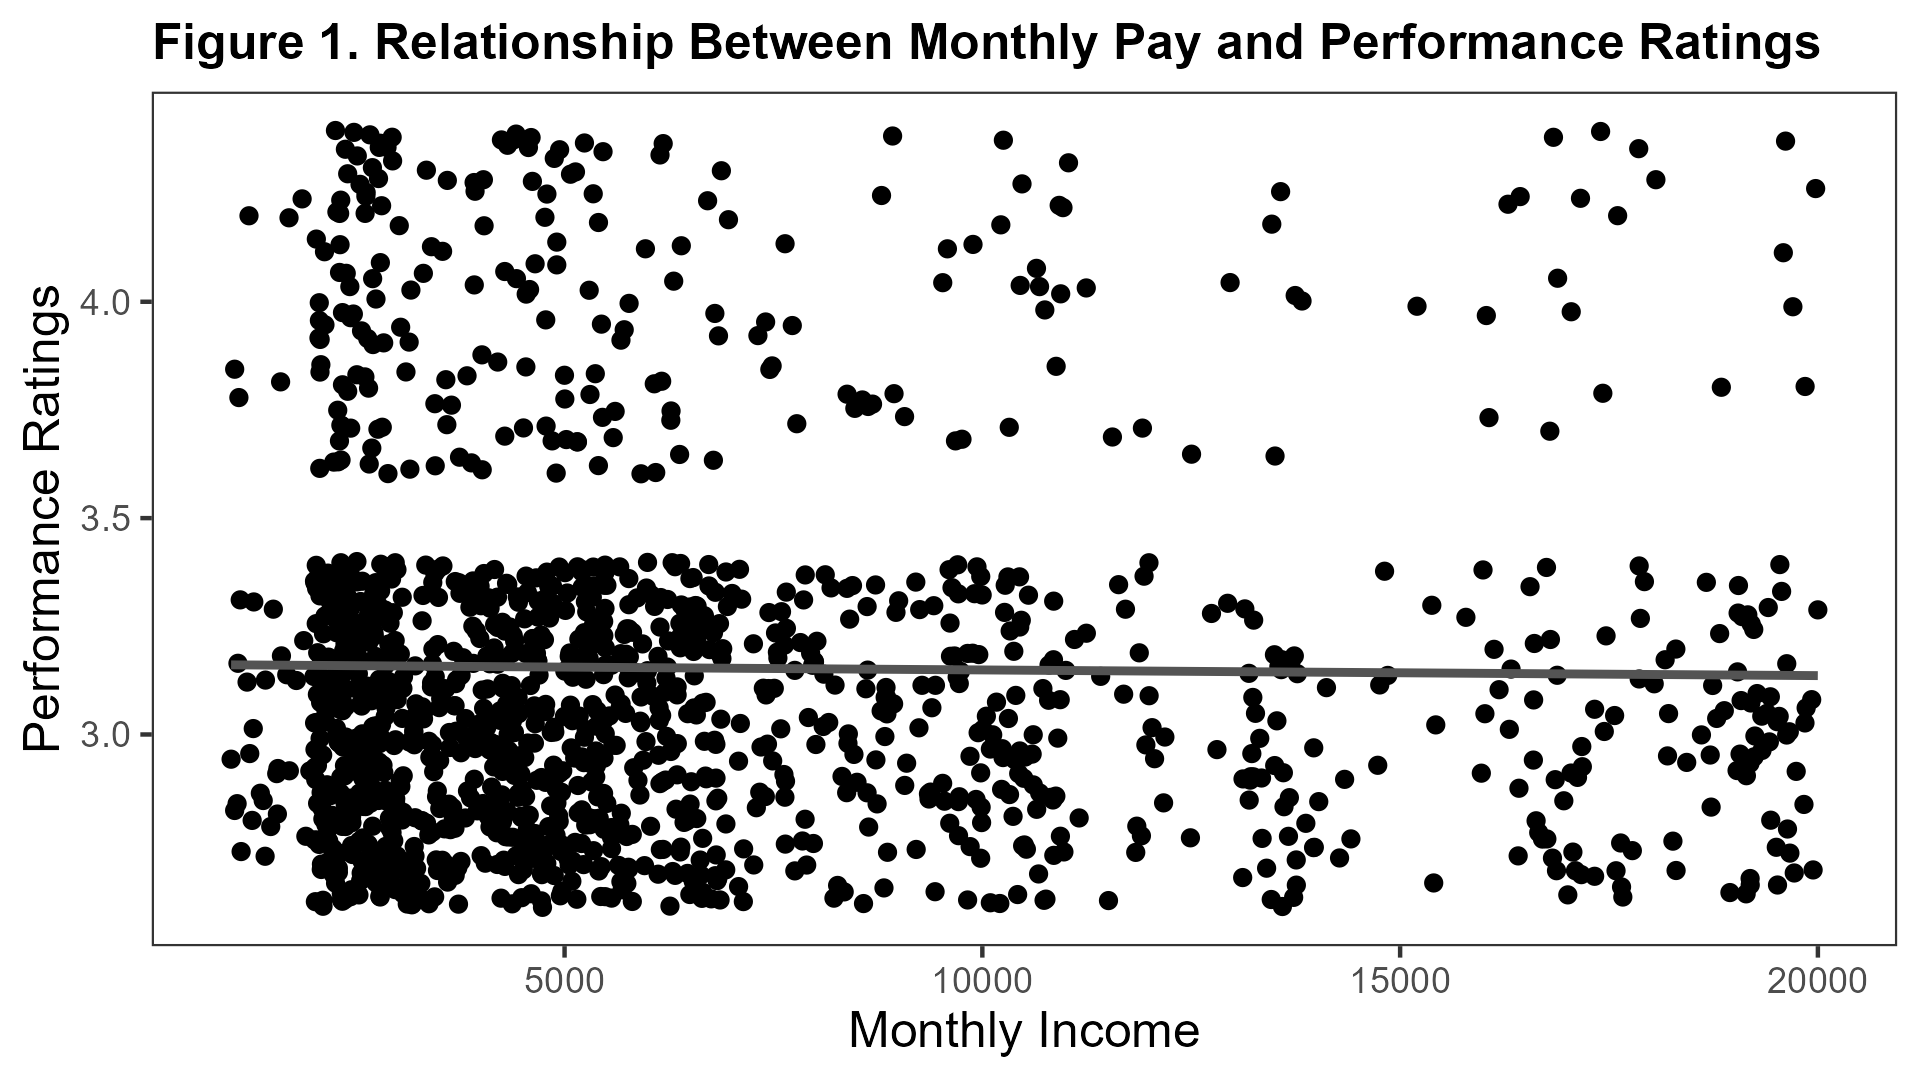 Figure 1. Relationship Between Monthly Pay and Performance Ratings
Performance Ratings
4.0
3.5
3.0
5000
10000
15000
20000
Monthly Income